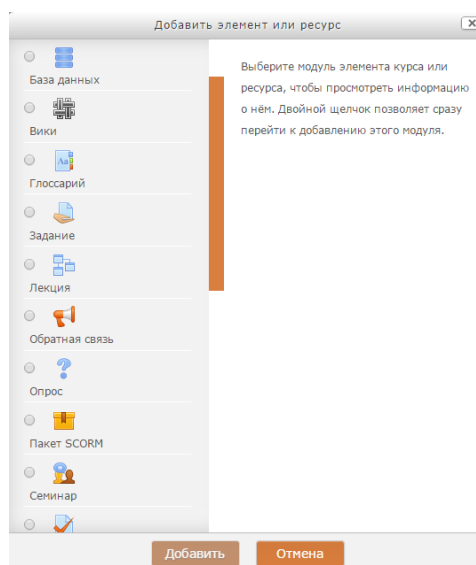 Добавить элемент или ресурс
База данных
Вики
Глоссарий
Задание
Лекция
Обратная связь
Опрос
Пакет SCORM
Семинар
Выберите модуль элемента курса или
ресурса, чтобы просмотреть информацию
о нём. Двойной щелчок позволяет сразу
перейти к добавлению этого модуля.
Добавить
Отмена